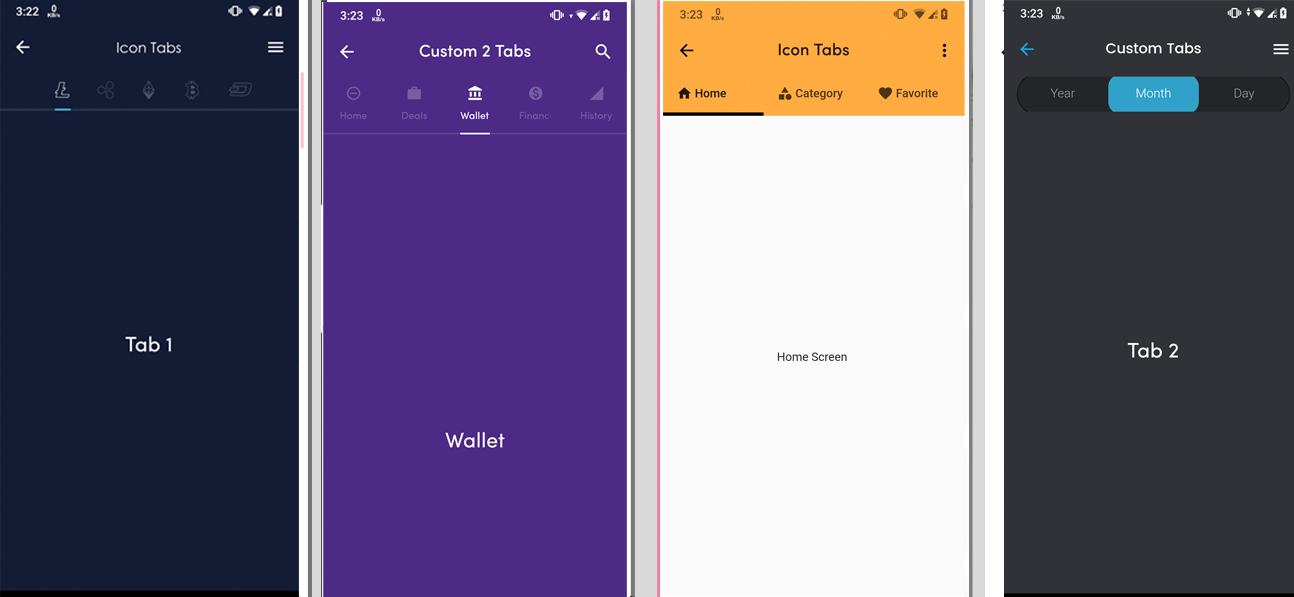 3:22 0 KB/s
Icon Tabs
Tab 1
3:23 0 KB/s
Custom 2 Tabs
Home Deals Wallet Financ History
Wallet
3:23 0 KB/s
Icon Tabs
Home Category Favorite
Home Screen
3:23 0 KB/s
Custom Tabs
Year Month Day
Tab 2